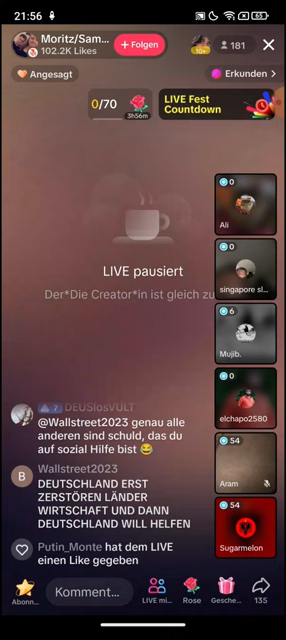 21:56
65
Moritz/Sam...
102.2K Likes
+ Folgen
10+
181
Angesagt
Erkunden >
0/70
3h56m
LIVE Fest
Countdown
0
Ali
LIVE pausiert
Der*Die Creator*in ist gleich zu
0
singapore sl...
6
Mujib.
0
elchapo2580
54
Aram
54
Sugarmelon
7 DEUSlosVULT
@Wallstreet2023 genau alle
anderen sind schuld, das du
auf sozial Hilfe bist 😂
B
Wallstreet2023
DEUTSCHLAND ERST
ZERSTÖREN LÄNDER
WIRTSCHAFT UND DANN
DEUTSCHLAND WILL HELFEN
Putin_Monte hat dem LIVE
einen Like gegeben
Kommente...
Abonn...
LIVE mi...
Rose
Gesche...
135